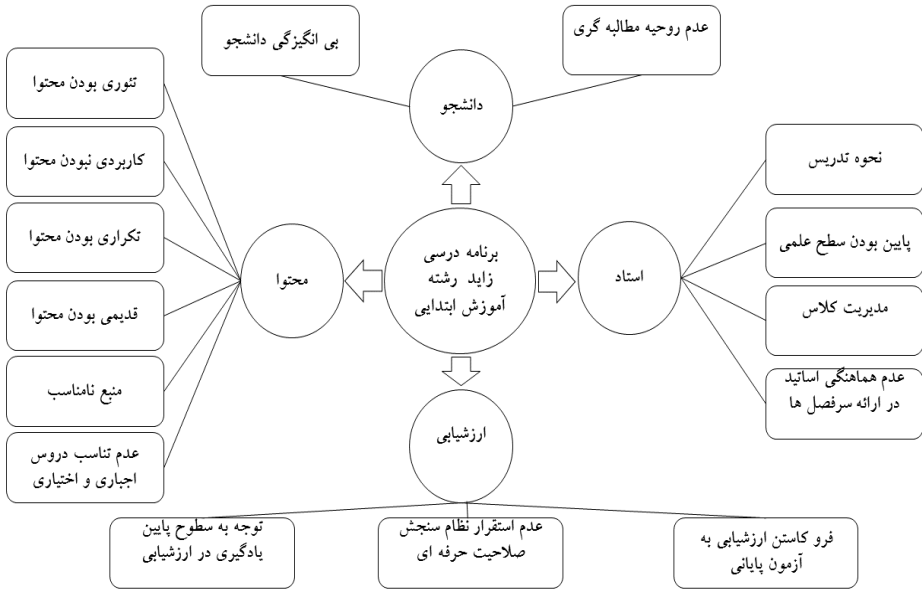 عدم روحیه مطالبه گری
بی انگیزگی دانشجو
دانشجو
تئوری بودن محتوا
کاربردی نبودن محتوا
تکراری بودن محتوا
قدیمی بودن محتوا
منبع نامناسب
عدم تناسب دروس
اجباری و اختیاری
محتوا
برنامه درسی
زاید رشته
آموزش ابتدایی
استاد
نحوه تدریس
پایین بودن سطح علمی
مدیریت کلاس
عدم هماهنگی اساتید
در ارائه سرفصل ها
ارزشیابی
فرو کاستن ارزشیابی به
آزمون پایانی
عدم استقرار نظام سنجش
صلاحیت حرفه ای
توجه به سطوح پایین
یادگیری در ارزشیابی